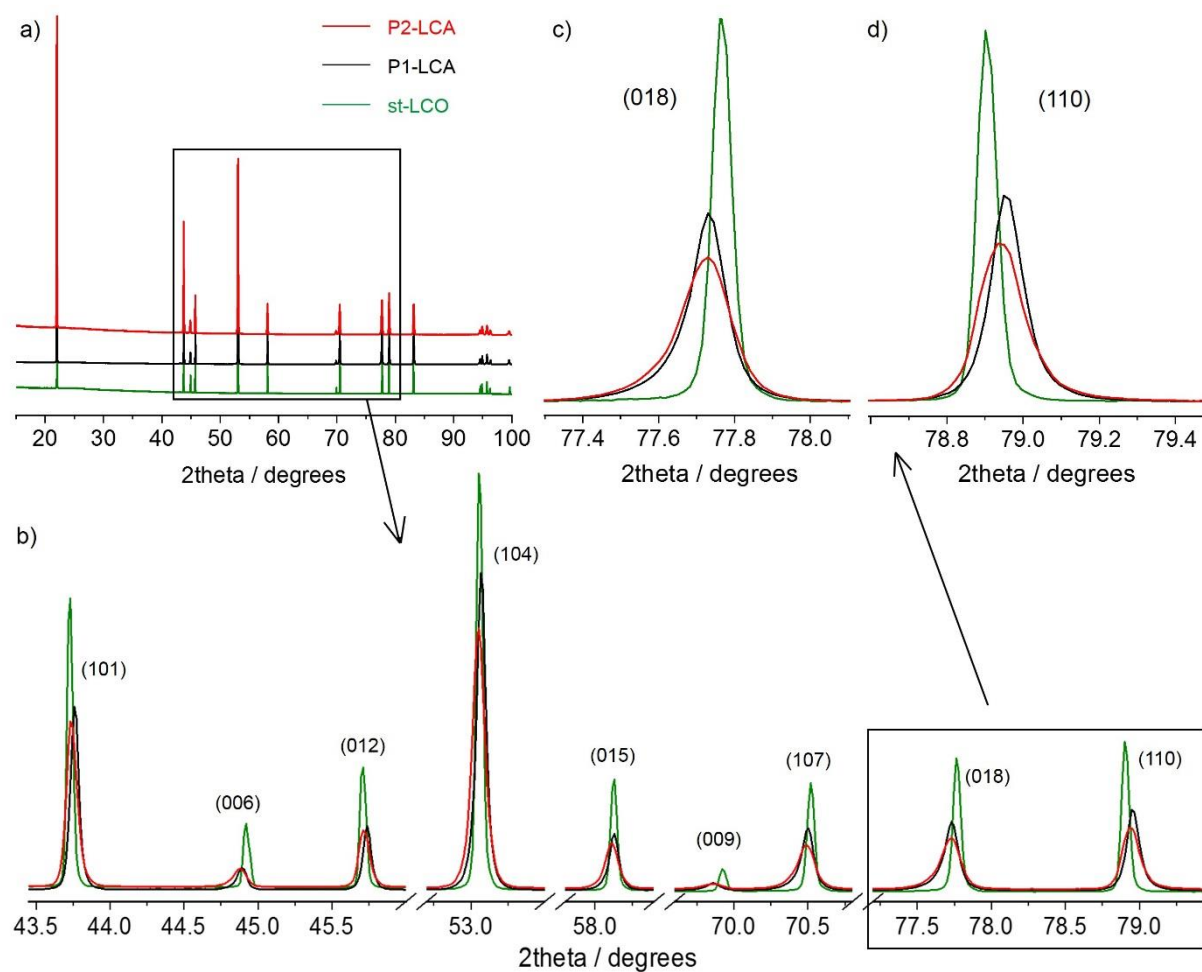 a)
P2-LCA
P1-LCA
st-LCO
20 30 40 50 60 70 80 90 100
2theta / degrees
c)
(018)
77.4 77.6 77.8 78.0
2theta / degrees
d)
(110)
78.8 79.0 79.2 79.4
2theta / degrees
b)
(101)
(006)
(012)
(104)
(015)
(009)
(107)
(018)
(110)
43.5 44.0 44.5 45.0 45.5 53.0 58.0 70.0 70.5 77.5 78.0 78.5 79.0
2theta / degrees